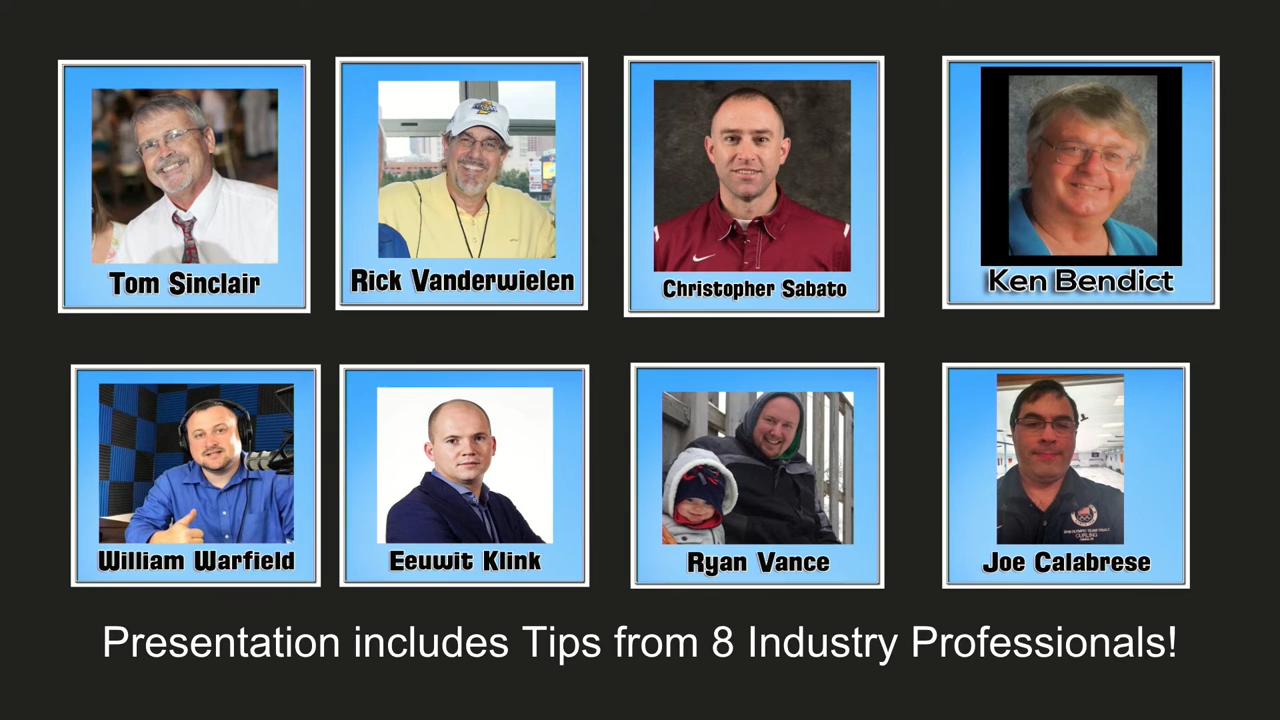 Tom Sinclair
Rick Vanderwielen
Christopher Sabato
Ken Bendict
William Warfield
Eeuwit Klink
Ryan Vance
CURLING
Joe Calabrese
Presentation includes Tips from 8 Industry Professionals!